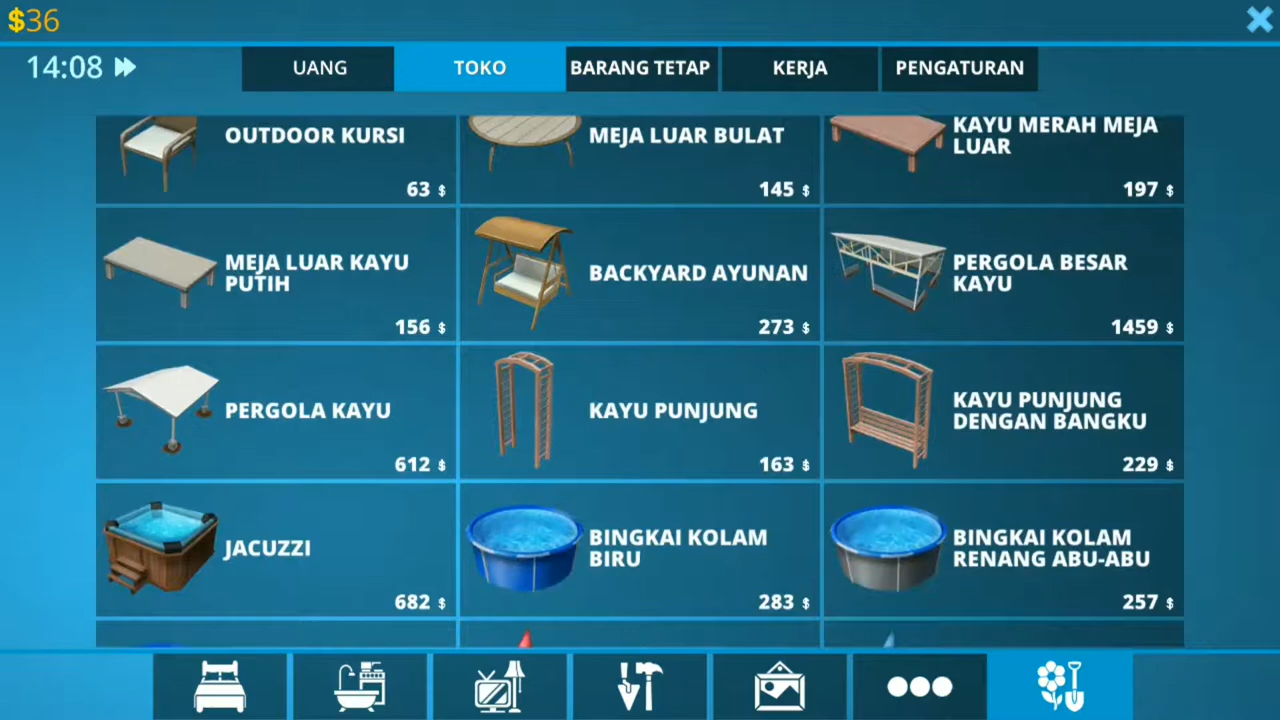 $36
14:08
UANG
TOKO
BARANG TETAP
KERJA
PENGATURAN
OUTDOOR KURSI
63 $
MEJA LUAR BULAT
145 $
KAYU MERAH MEJA
LUAR
197 $
MEJA LUAR KAYU
PUTIH
156 $
BACKYARD AYUNAN
273 $
PERGOLA BESAR
KAYU
1459 $
PERGOLA KAYU
612 $
KAYU PUNJUNG
163 $
KAYU PUNJUNG
DENGAN BANGKU
229 $
JACUZZI
682 $
BINGKAI KOLAM
BIRU
283 $
BINGKAI KOLAM
RENANG ABU-ABU
257 $